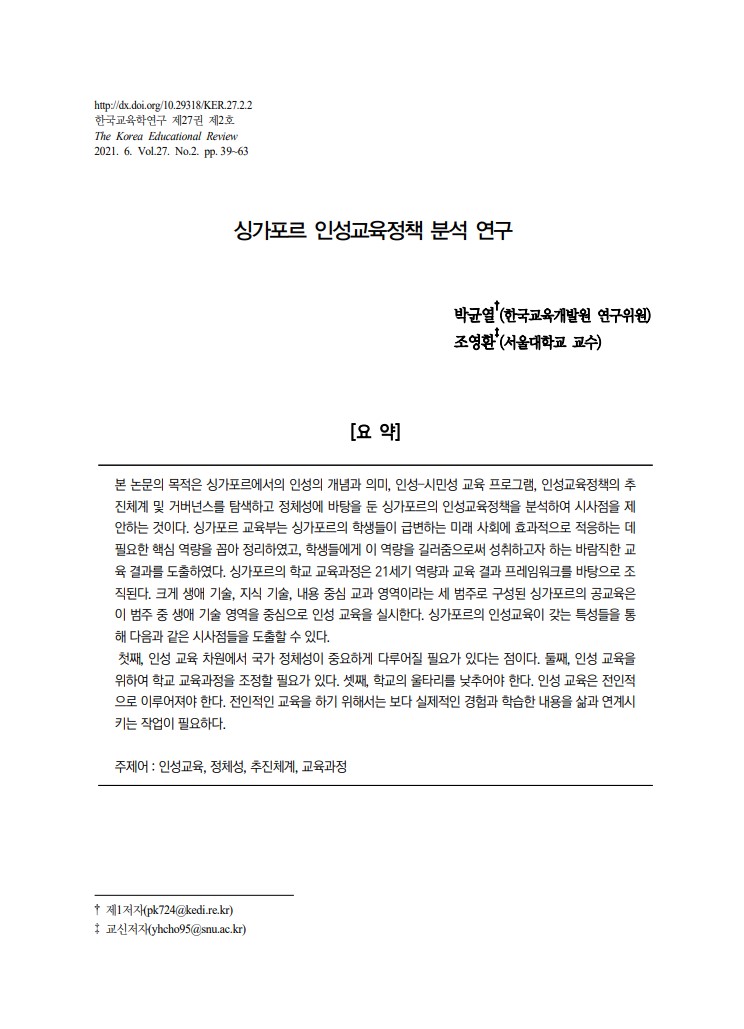 http://dx.doi.org/10.29318/KER.27.2.2
한국교육학연구 제27권 제2호
The Korea Educational Review
2021. 6. Vol.27. No.2. pp. 39~63
싱가포르 인성교육정책 분석 연구
박균열†(한국교육개발원 연구위원)
조영환‡(서울대학교 교수)
[요 약]
본 논문의 목적은 싱가포르에서의 인성의 개념과 의미, 인성–시민성 교육 프로그램, 인성교육정책의 추
진체계 및 거버넌스를 탐색하고 정체성에 바탕을 둔 싱가포르의 인성교육정책을 분석하여 시사점을 제
안하는 것이다. 싱가포르 교육부는 싱가포르의 학생들이 급변하는 미래 사회에 효과적으로 적응하는 데
필요한 핵심 역량을 꼽아 정리하였고, 학생들에게 이 역량을 길러줌으로써 성취하고자 하는 바람직한 교
육 결과를 도출하였다. 싱가포르의 학교 교육과정은 21세기 역량과 교육 결과 프레임워크를 바탕으로 조
직된다. 크게 생애 기술, 지식 기술, 내용 중심 교과 영역이라는 세 범주로 구성된 싱가포르의 공교육은
이 범주 중 생애 기술 영역을 중심으로 인성 교육을 실시한다. 싱가포르의 인성교육이 갖는 특성들을 통
해 다음과 같은 시사점들을 도출할 수 있다.
첫째, 인성 교육 차원에서 국가 정체성이 중요하게 다루어질 필요가 있다는 점이다. 둘째, 인성 교육을
위하여 학교 교육과정을 조정할 필요가 있다. 셋째, 학교의 울타리를 낮추어야 한다. 인성 교육은 전인적
으로 이루어져야 한다. 전인적인 교육을 하기 위해서는 보다 실제적인 경험과 학습한 내용을 삶과 연계시
키는 작업이 필요하다.
주제어 : 인성교육, 정체성, 추진체계, 교육과정
† 제1저자(pk724@kedi.re.kr)
‡ 교신저자(yhcho95@snu.ac.kr)